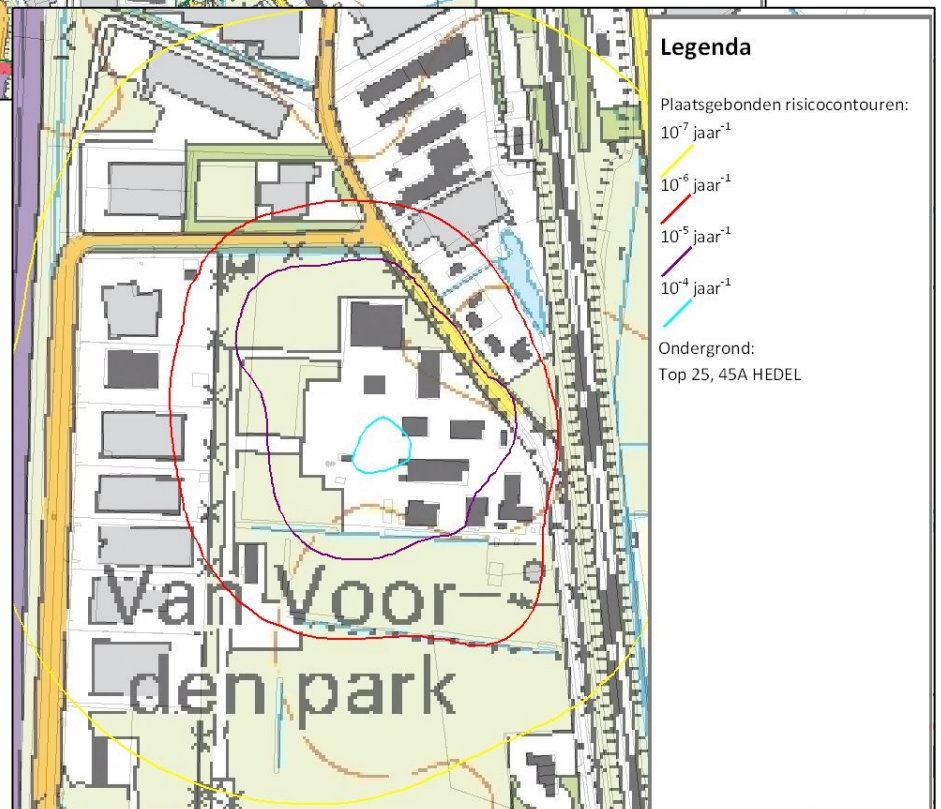 Legenda
Plaatsgebonden risicocontouren:
10⁻⁷ jaar⁻¹
10⁻⁶ jaar⁻¹
10⁻⁵ jaar⁻¹
10⁻⁴ jaar⁻¹
Ondergrond:
Top 25, 45A HEDEL
Van Voor-
den park